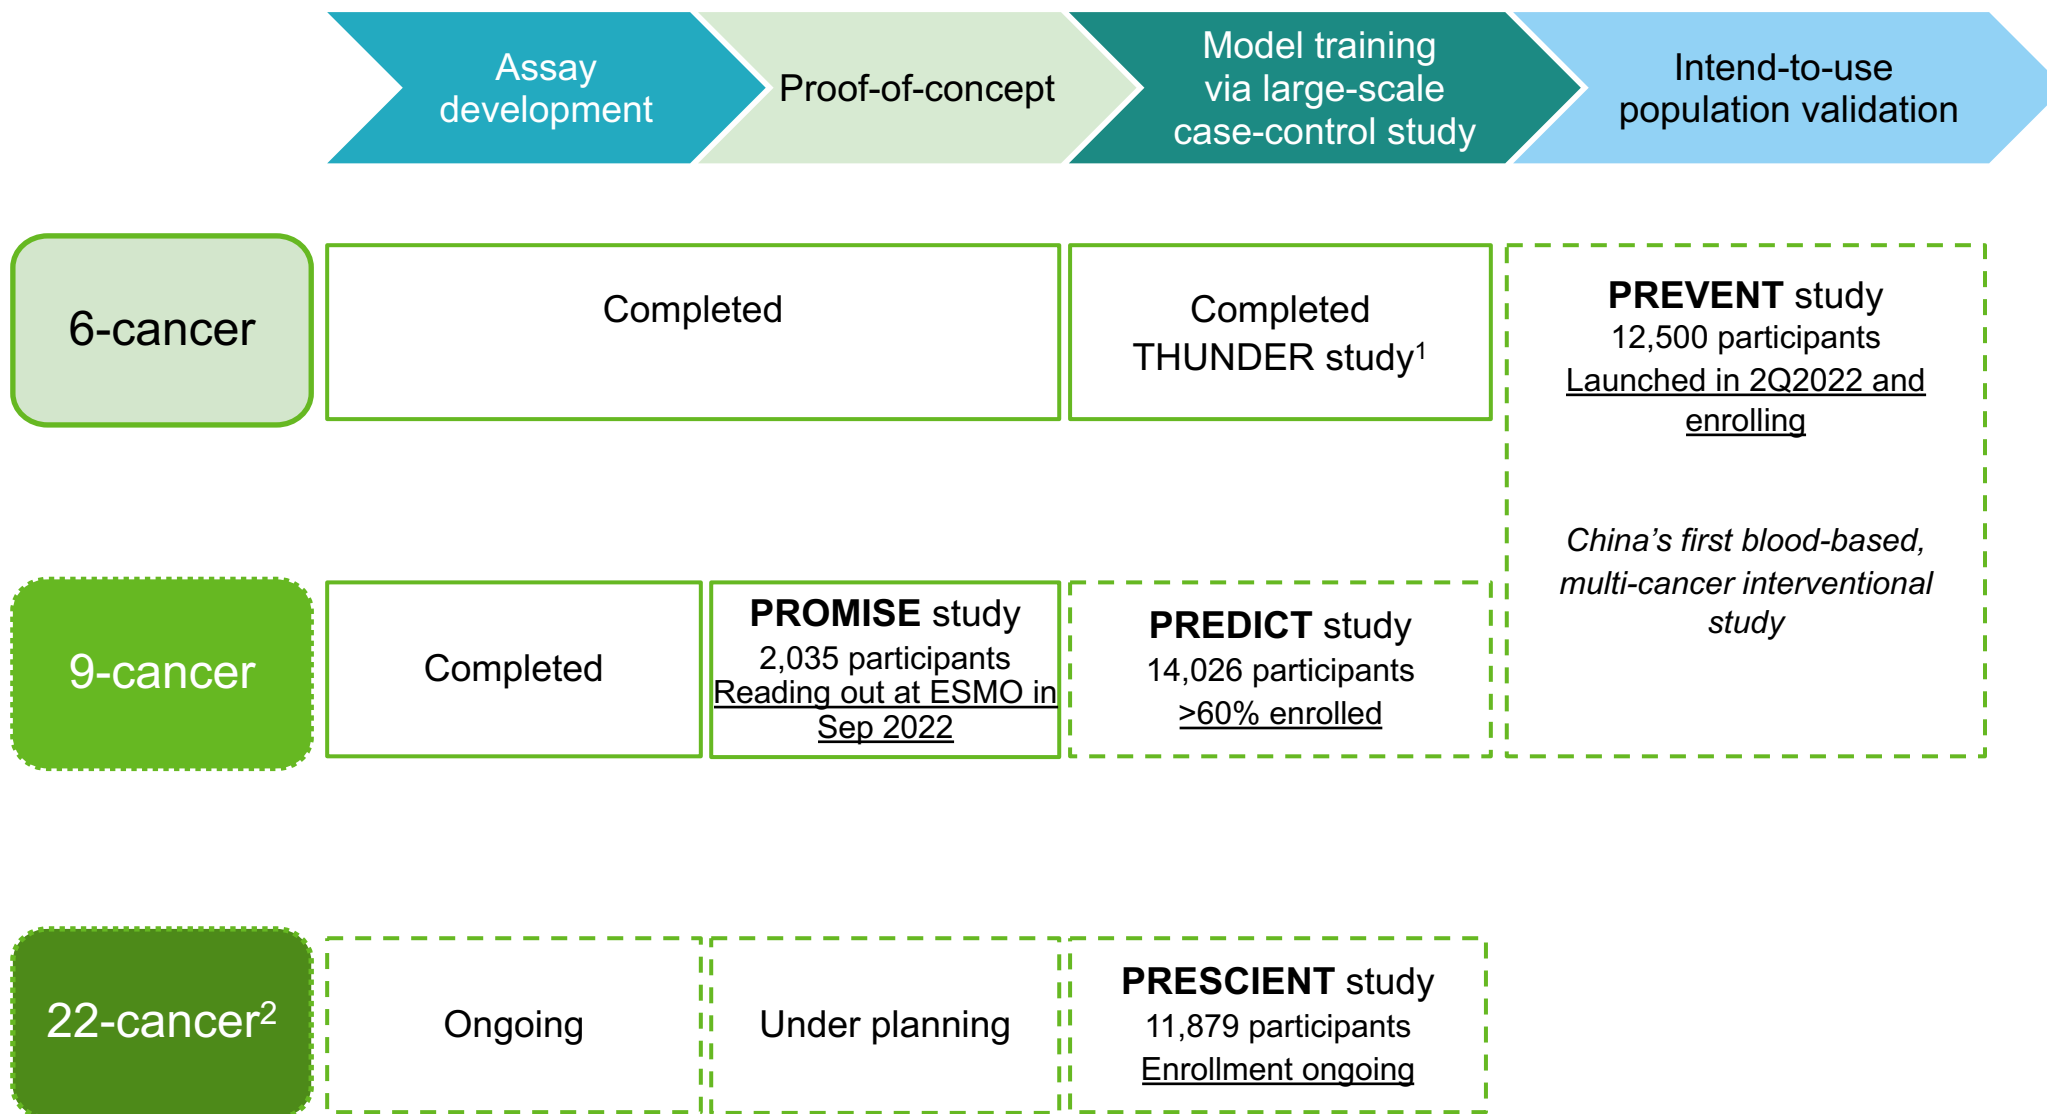 Assay
development
Proof-of-concept
Model training
via large-scale
case-control study
Intend-to-use
population validation
6-cancer
Completed
Completed
THUNDER study¹
PREVENT study
12,500 participants
Launched in 2Q2022 and
enrolling
China’s first blood-based,
multi-cancer interventional
study
9-cancer
Completed
PROMISE study
2,035 participants
Reading out at ESMO in
Sep 2022
PREDICT study
14,026 participants
>60% enrolled
22-cancer²
Ongoing
Under planning
PRESCIENT study
11,879 participants
Enrollment ongoing